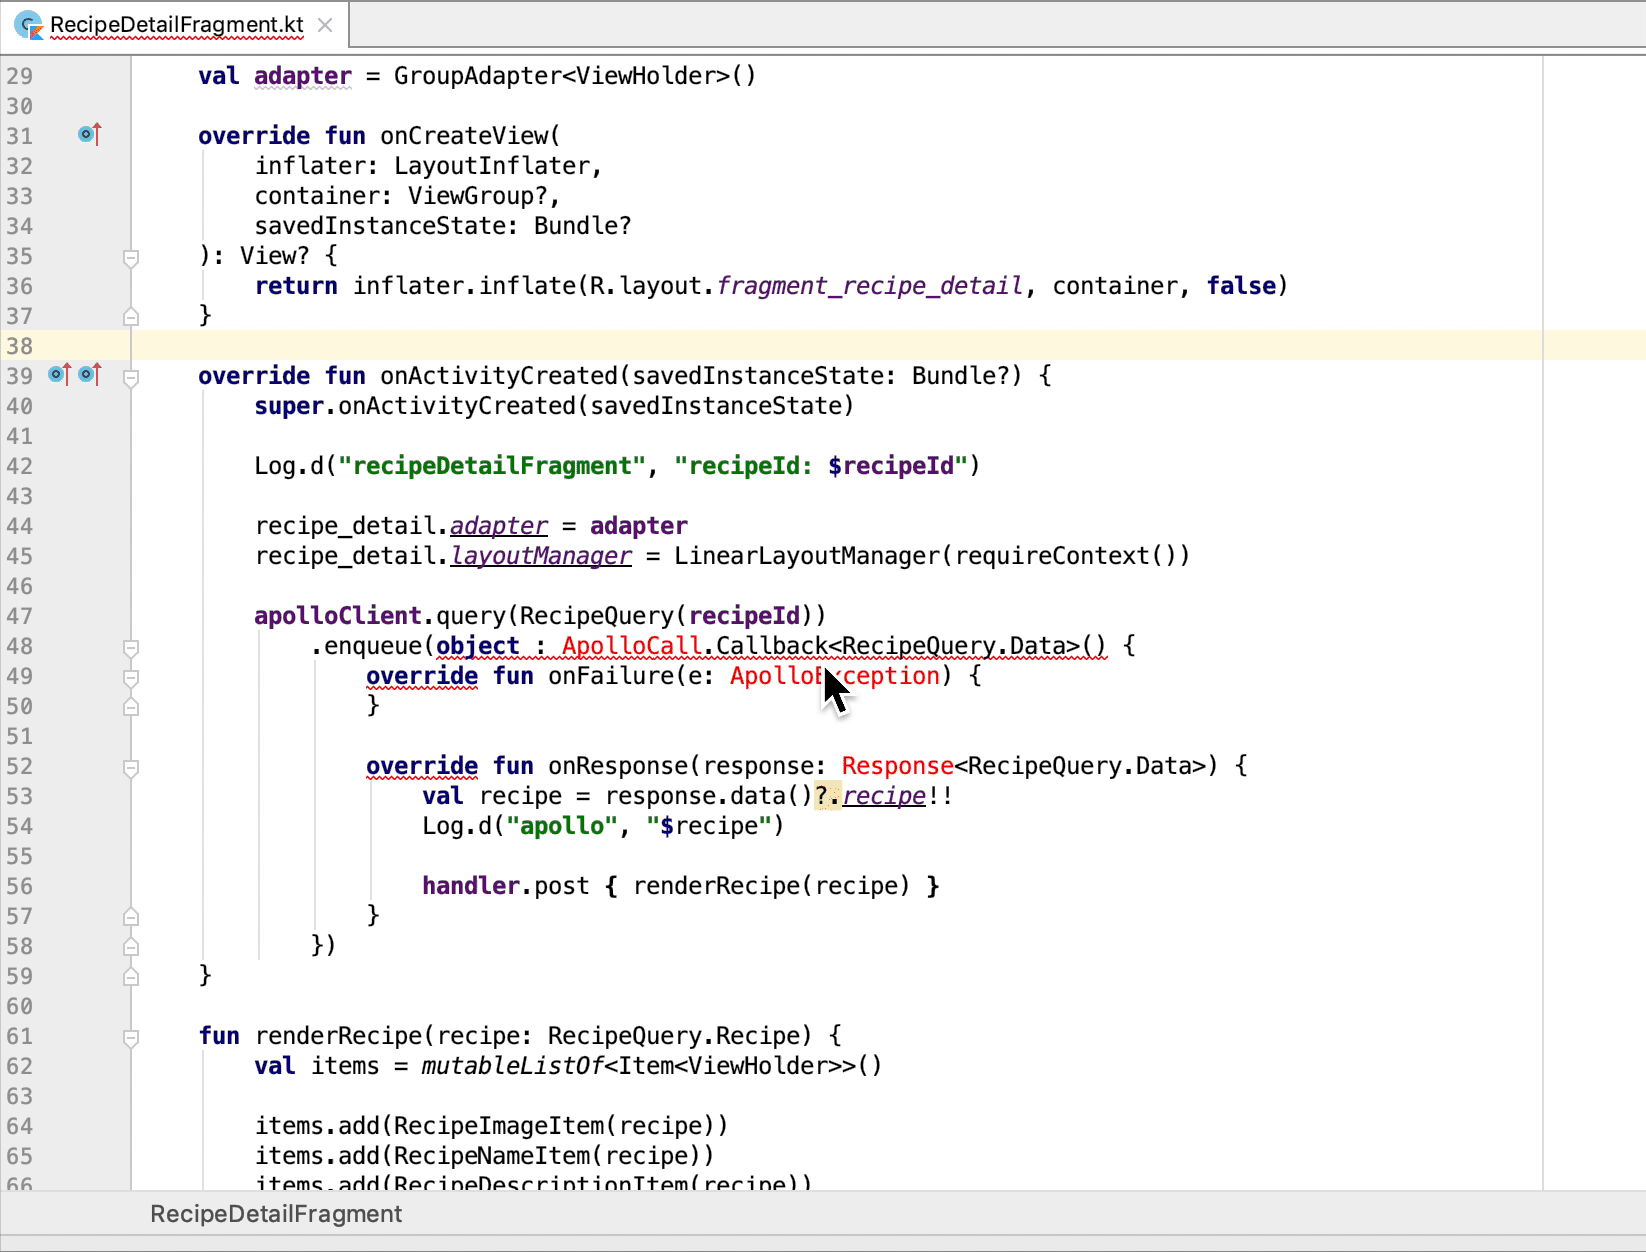 RecipeDetailFragment.kt
29     val adapter = GroupAdapter<ViewHolder>()
30
31     override fun onCreateView(
32         inflater: LayoutInflater,
33         container: ViewGroup?,
34         savedInstanceState: Bundle?
35     ): View? {
36         return inflater.inflate(R.layout.fragment_recipe_detail, container, false)
37     }
38
39     override fun onActivityCreated(savedInstanceState: Bundle?) {
40         super.onActivityCreated(savedInstanceState)
41
42         Log.d("recipeDetailFragment", "recipeId: $recipeId")
43
44         recipe_detail.adapter = adapter
45         recipe_detail.layoutManager = LinearLayoutManager(requireContext())
46
47         apolloClient.query(RecipeQuery(recipeId))
48             .enqueue(object : ApolloCall.Callback<RecipeQuery.Data>() {
49                 override fun onFailure(e: ApolloException) {
50                 }
51
52                 override fun onResponse(response: Response<RecipeQuery.Data>) {
53                     val recipe = response.data()?.recipe!!
54                     Log.d("apollo", "$recipe")
55
56                     handler.post { renderRecipe(recipe) }
57                 }
58             })
59     }
60
61     fun renderRecipe(recipe: RecipeQuery.Recipe) {
62         val items = mutableListOf<Item<ViewHolder>>()
63
64         items.add(RecipeImageItem(recipe))
65         items.add(RecipeNameItem(recipe))
66         items.add(RecipeDescriptionItem(recipe))
RecipeDetailFragment